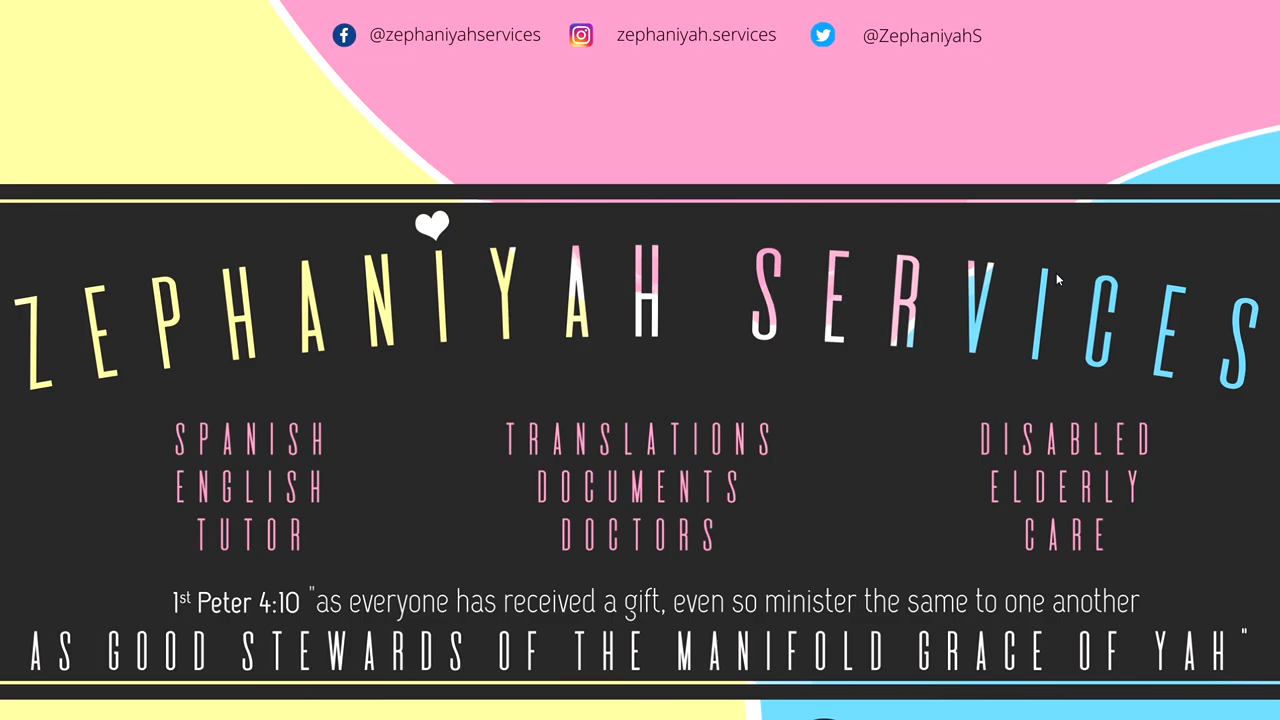 @zephaniyahservices zephaniyah.services @ZephaniyahS
ZEPHANIYAH SERVICES
SPANISH TRANSLATIONS DISABLED
ENGLISH DOCUMENTS ELDERLY
TUTOR DOCTORS CARE
1st Peter 4:10 "as everyone has received a gift, even so minister the same to one another
AS GOOD STEWARDS OF THE MANIFOLD GRACE OF YAH"